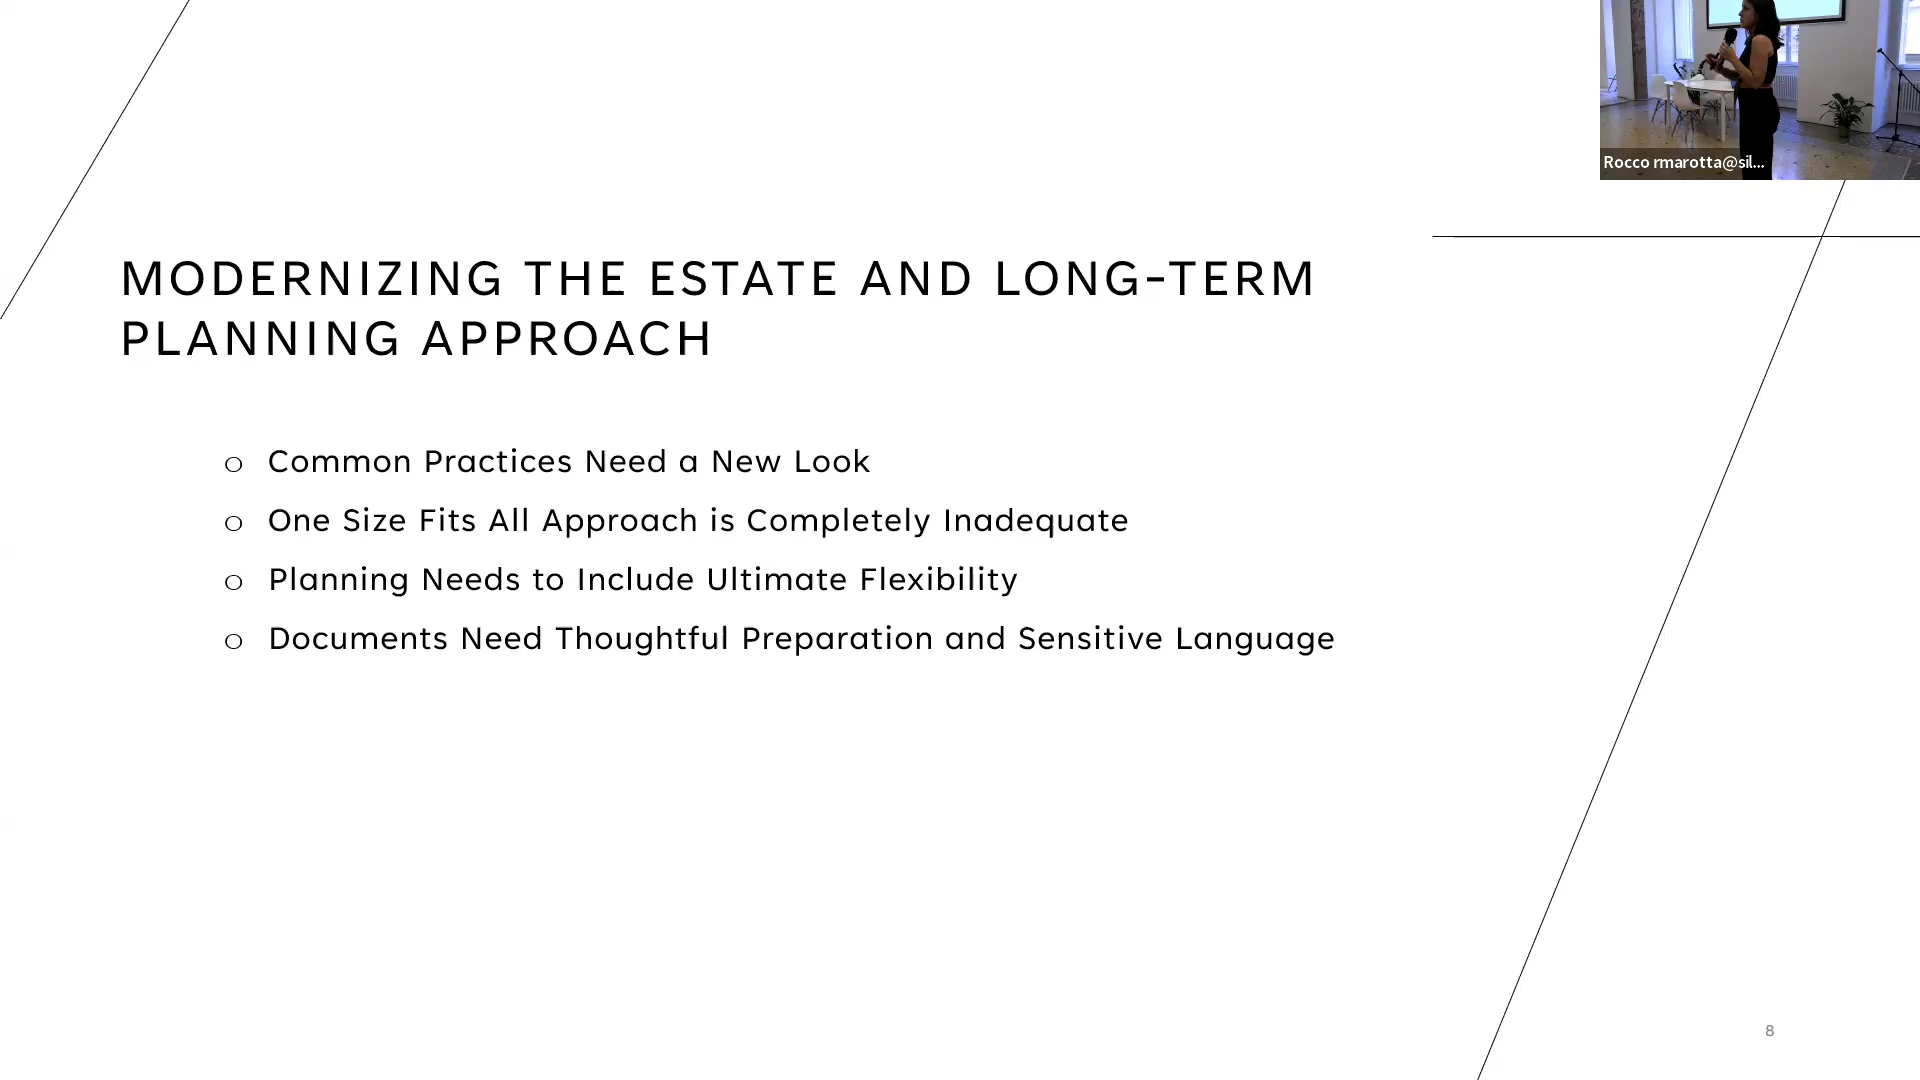 Rocco rmarotta@sil...
MODERNIZING THE ESTATE AND LONG-TERM
PLANNING APPROACH
o Common Practices Need a New Look
o One Size Fits All Approach is Completely Inadequate
o Planning Needs to Include Ultimate Flexibility
o Documents Need Thoughtful Preparation and Sensitive Language
8